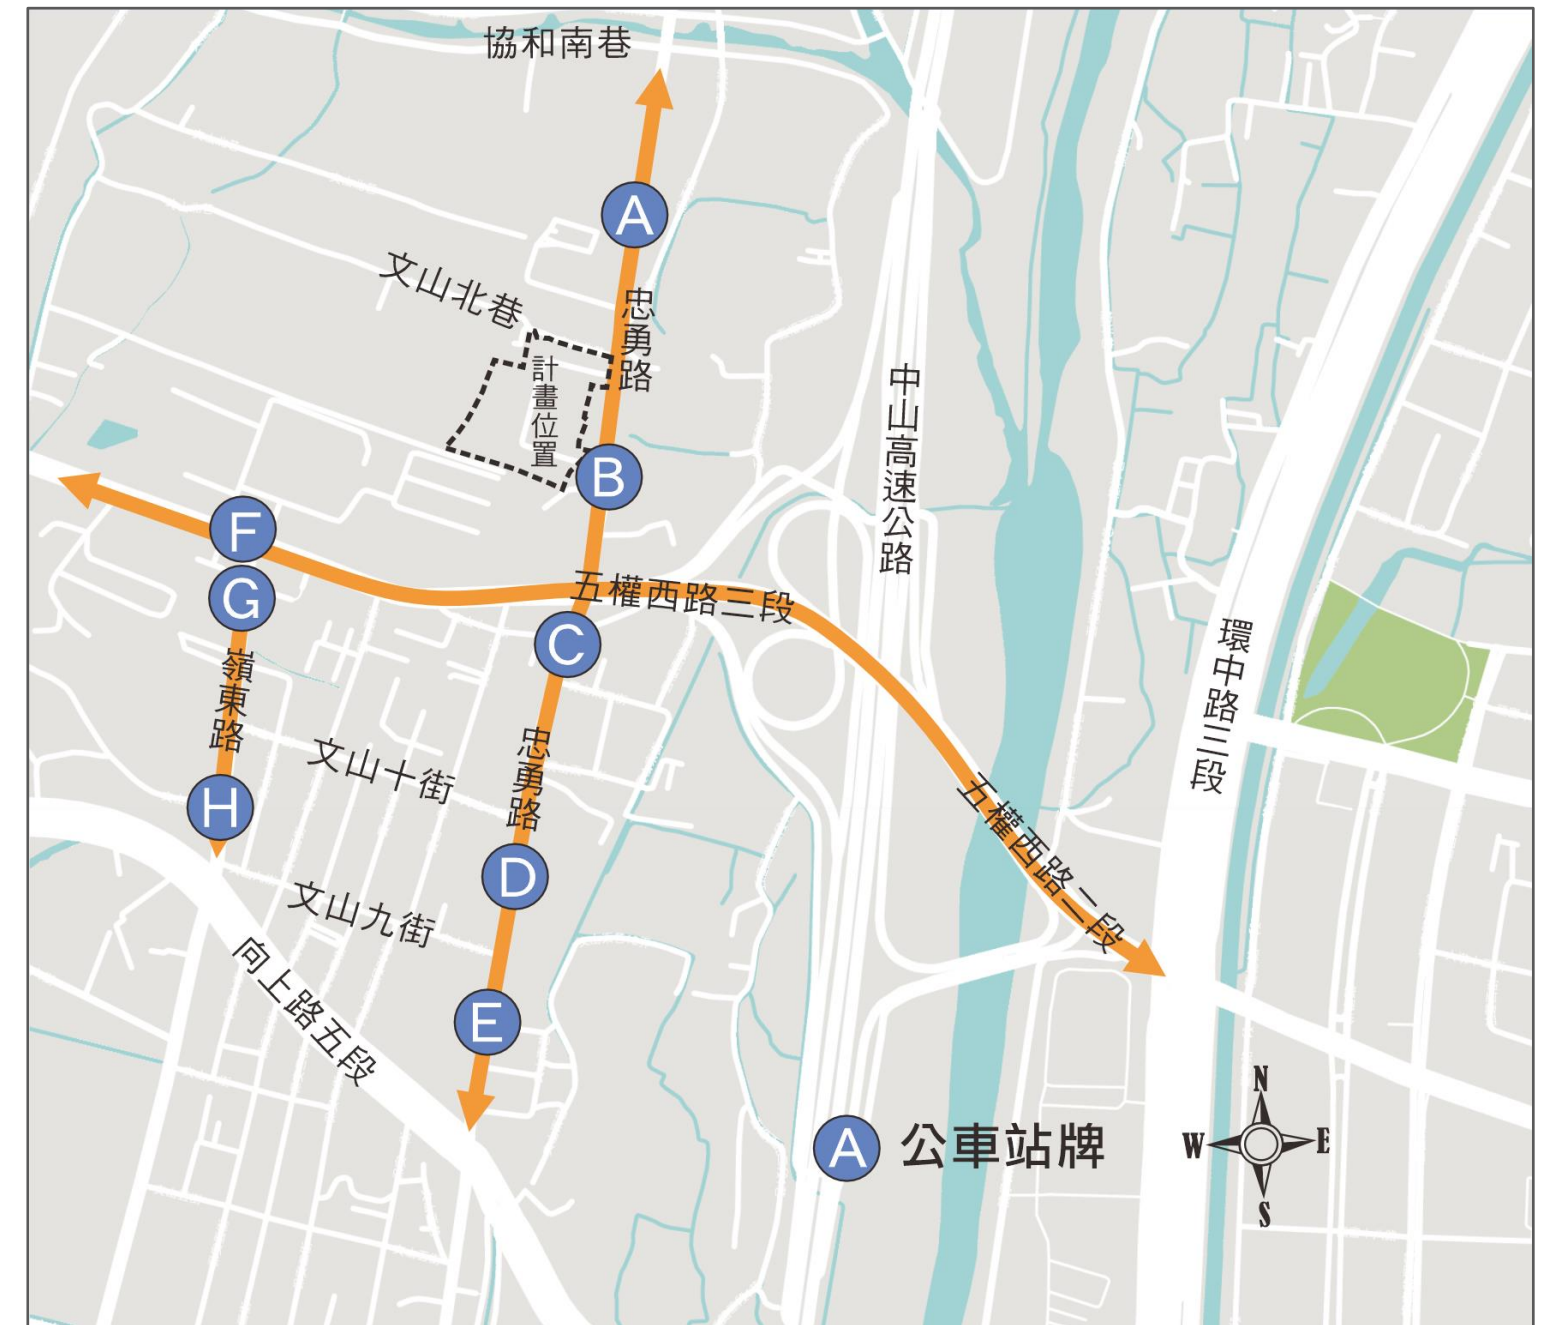 協和南巷
A
文山北巷
忠勇路
計畫位置
中山高速公路
B
F
G
五權西路三段
C
嶺東路
環中路三段
文山十街
忠勇路
H
五權西路二段
D
文山九街
向上路五段
E
A 公車站牌
N
W
E
S